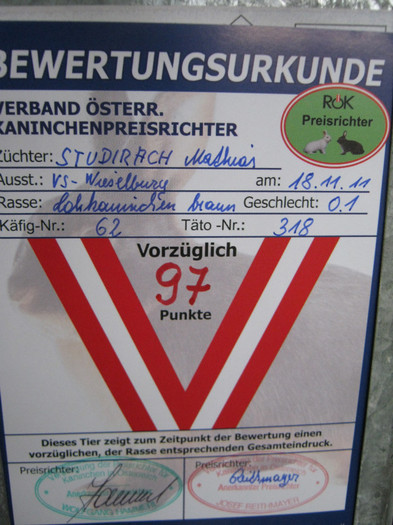 BEWERTUNGSURKUNDE
VERBAND ÖSTERR.
KANINCHENPREISRICHTER
RÖK
Preisrichter
Züchter: STUDIRACH Mathias
Ausst.: VS-Wieselburg am: 18.11.11
Rasse: Lohkaninchen braun Geschlecht: 0.1
Käfig-Nr.: 62 Täto -Nr.: 318
Vorzüglich
97
Punkte
Dieses Tier zeigt zum Zeitpunkt der Bewertung einen
vorzüglichen, der Rasse entsprechenden Gesamteindruck.
Preisrichter: Preisrichter:
JOSEF REITHMAYER